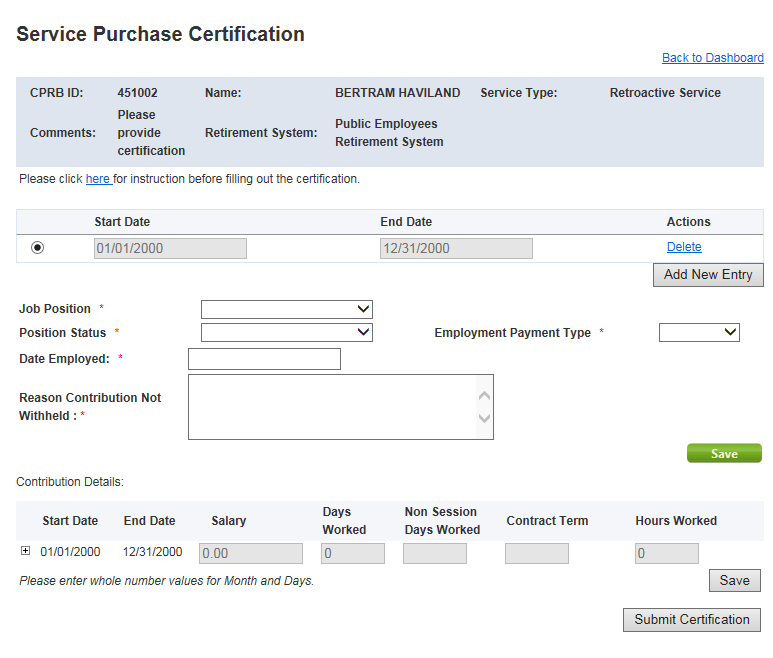 Service Purchase Certification
Back to Dashboard
CPRB ID: 451002 Name: BERTRAM HAVILAND Service Type: Retroactive Service
Comments: Please provide certification Retirement System: Public Employees Retirement System
Please click here for instruction before filling out the certification.
Start Date End Date Actions
01/01/2000 12/31/2000 Delete
Add New Entry
Job Position *
Position Status * Employment Payment Type *
Date Employed: *
Reason Contribution Not
Withheld : *
Save
Contribution Details:
Start Date End Date Salary Days Worked Non Session Days Worked Contract Term Hours Worked
01/01/2000 12/31/2000 0.00 0 0
Please enter whole number values for Month and Days.
Save
Submit Certification